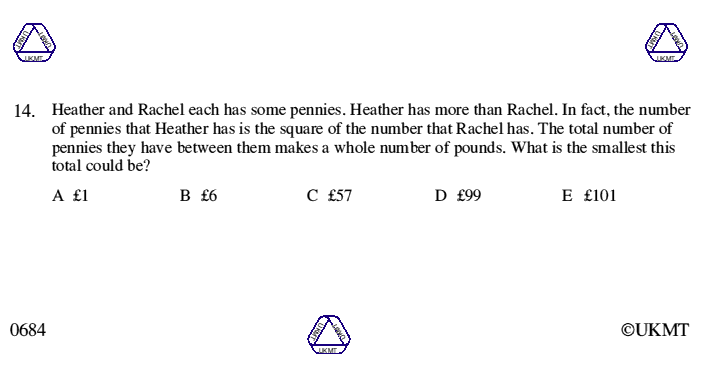 UKMT UKMT UKMT UKMT UKMT UKMT
14. Heather and Rachel each has some pennies. Heather has more than Rachel. In fact, the number
of pennies that Heather has is the square of the number that Rachel has. The total number of
pennies they have between them makes a whole number of pounds. What is the smallest this
total could be?
A £1 B £6 C £57 D £99 E £101
UKMT UKMT UKMT
0684 ©UKMT